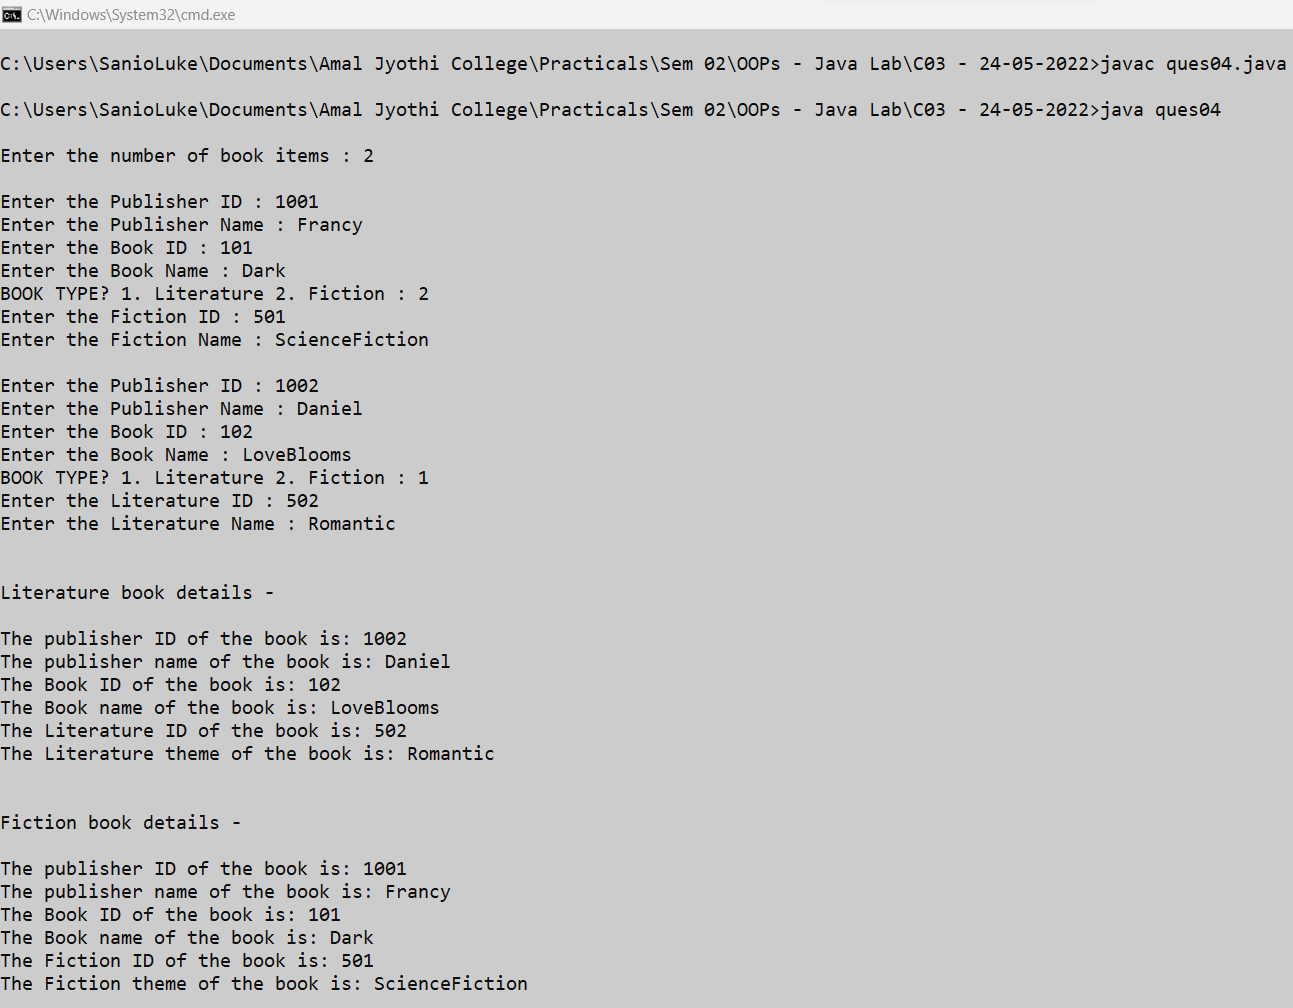 C:\Windows\System32\cmd.exe
C:\Users\SanioLuke\Documents\Amal Jyothi College\Practicals\Sem 02\OOPs - Java Lab\C03 - 24-05-2022>javac ques04.java
C:\Users\SanioLuke\Documents\Amal Jyothi College\Practicals\Sem 02\OOPs - Java Lab\C03 - 24-05-2022>java ques04
Enter the number of book items : 2
Enter the Publisher ID : 1001
Enter the Publisher Name : Francy
Enter the Book ID : 101
Enter the Book Name : Dark
BOOK TYPE? 1. Literature 2. Fiction : 2
Enter the Fiction ID : 501
Enter the Fiction Name : ScienceFiction
Enter the Publisher ID : 1002
Enter the Publisher Name : Daniel
Enter the Book ID : 102
Enter the Book Name : LoveBlooms
BOOK TYPE? 1. Literature 2. Fiction : 1
Enter the Literature ID : 502
Enter the Literature Name : Romantic
Literature book details -
The publisher ID of the book is: 1002
The publisher name of the book is: Daniel
The Book ID of the book is: 102
The Book name of the book is: LoveBlooms
The Literature ID of the book is: 502
The Literature theme of the book is: Romantic
Fiction book details -
The publisher ID of the book is: 1001
The publisher name of the book is: Francy
The Book ID of the book is: 101
The Book name of the book is: Dark
The Fiction ID of the book is: 501
The Fiction theme of the book is: ScienceFiction